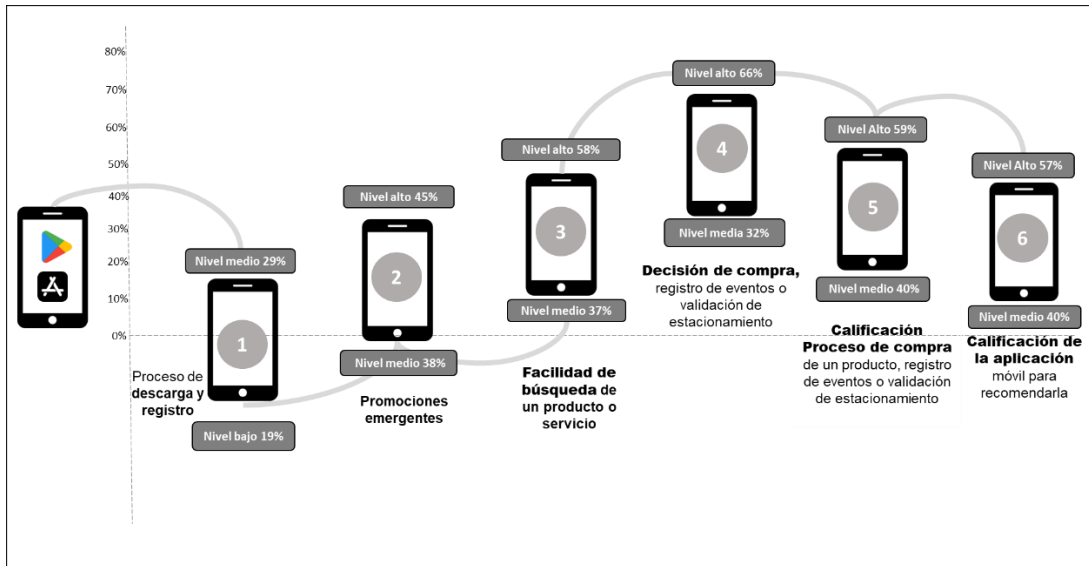 80%
70%
60%
50%
40%
30%
20%
10%
0%
Nivel medio 29%
1
Proceso de
descarga y
registro
Nivel bajo 19%
Nivel alto 45%
2
Nivel medio 38%
Promociones
emergentes
Nivel alto 58%
3
Nivel medio 37%
Facilidad de
búsqueda de
un producto o
servicio
Nivel alto 66%
4
Nivel media 32%
Decisión de compra,
registro de eventos o
validación de
estacionamiento
Nivel Alto 59%
5
Nivel medio 40%
Calificación
Proceso de compra
de un producto, registro
de eventos o validación
de estacionamiento
Nivel Alto 57%
6
Nivel medio 40%
Calificación de
la aplicación
móvil para
recomendarla